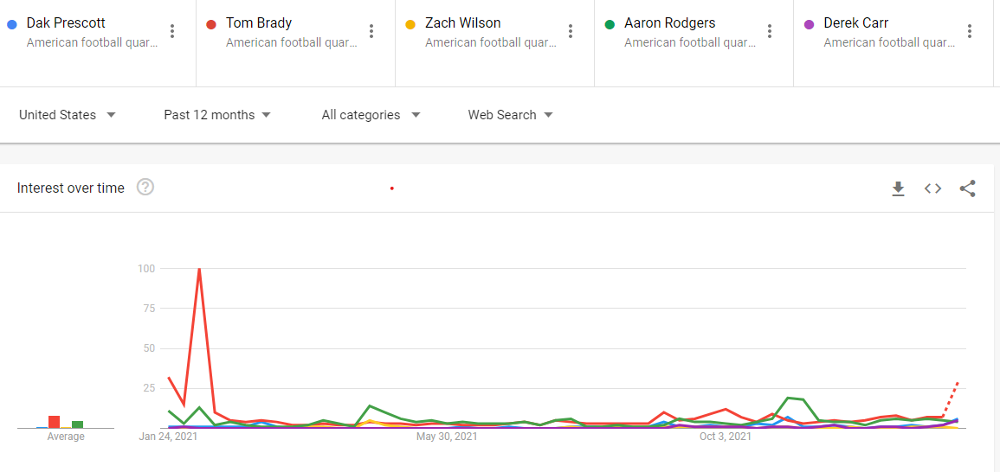 Dak Prescott
American football quar...
Tom Brady
American football quar...
Zach Wilson
American football quar...
Aaron Rodgers
American football quar...
Derek Carr
American football quar...
United States
Past 12 months
All categories
Web Search
Interest over time
?
100
75
50
25
Average
Jan 24, 2021
May 30, 2021
Oct 3, 2021